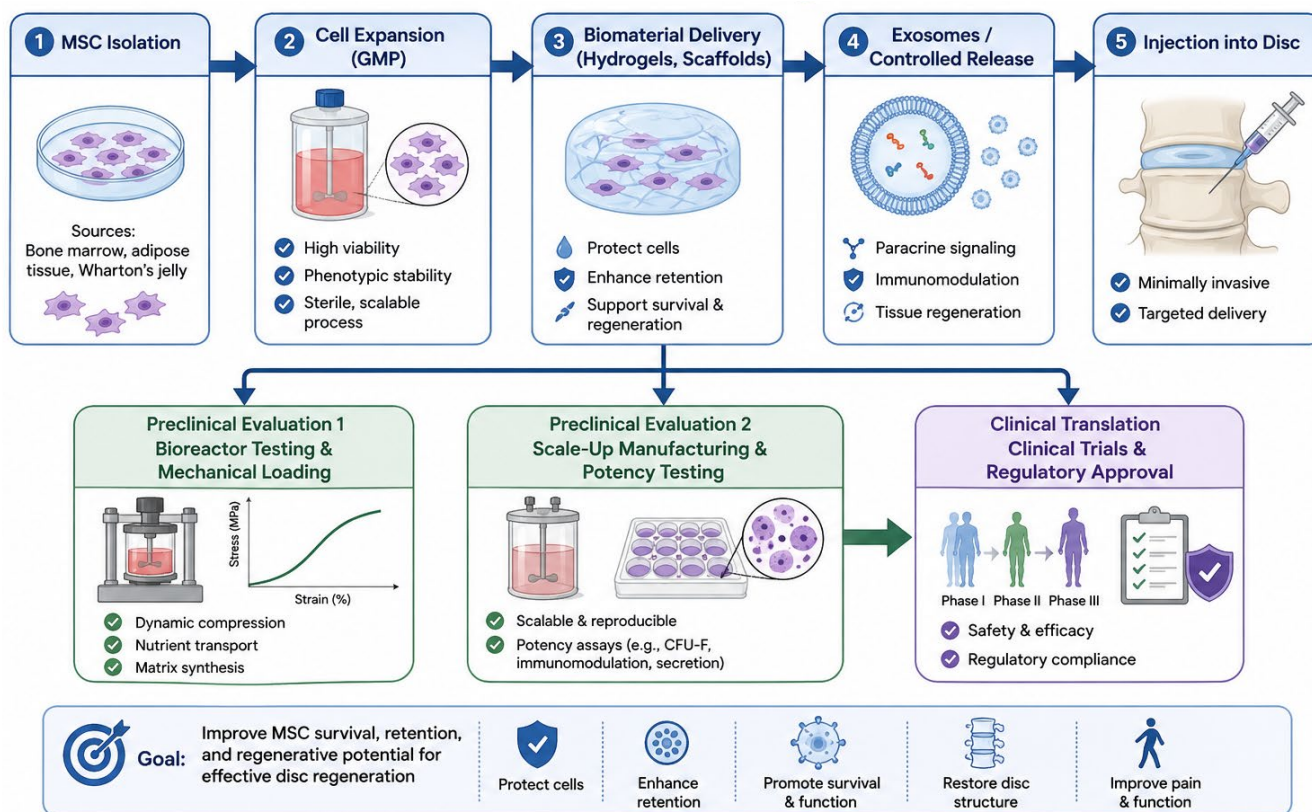 1 MSC Isolation
Sources:
Bone marrow, adipose
tissue, Wharton's jelly
2 Cell Expansion
(GMP)
High viability
Phenotypic stability
Sterile, scalable
process
3 Biomaterial Delivery
(Hydrogels, Scaffolds)
Protect cells
Enhance retention
Support survival &
regeneration
4 Exosomes /
Controlled Release
Paracrine signaling
Immunomodulation
Tissue regeneration
5 Injection into Disc
Minimally invasive
Targeted delivery
Preclinical Evaluation 1
Bioreactor Testing &
Mechanical Loading
Stress (MPa)
Strain (%)
Dynamic compression
Nutrient transport
Matrix synthesis
Preclinical Evaluation 2
Scale-Up Manufacturing &
Potency Testing
Scalable & reproducible
Potency assays (e.g., CFU-F,
immunomodulation, secretion)
Clinical Translation
Clinical Trials &
Regulatory Approval
Phase I Phase II Phase III
Safety & efficacy
Regulatory compliance
Goal:
Improve MSC survival, retention,
and regenerative potential for
effective disc regeneration
Protect cells
Enhance
retention
Promote survival
& function
Restore disc
structure
Improve pain
& function